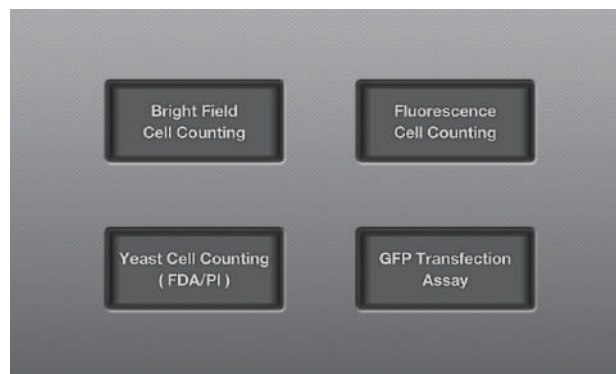 Bright Field
Cell Counting
Fluorescence
Cell Counting
Yeast Cell Counting
( FDA/PI )
GFP Transfection
Assay